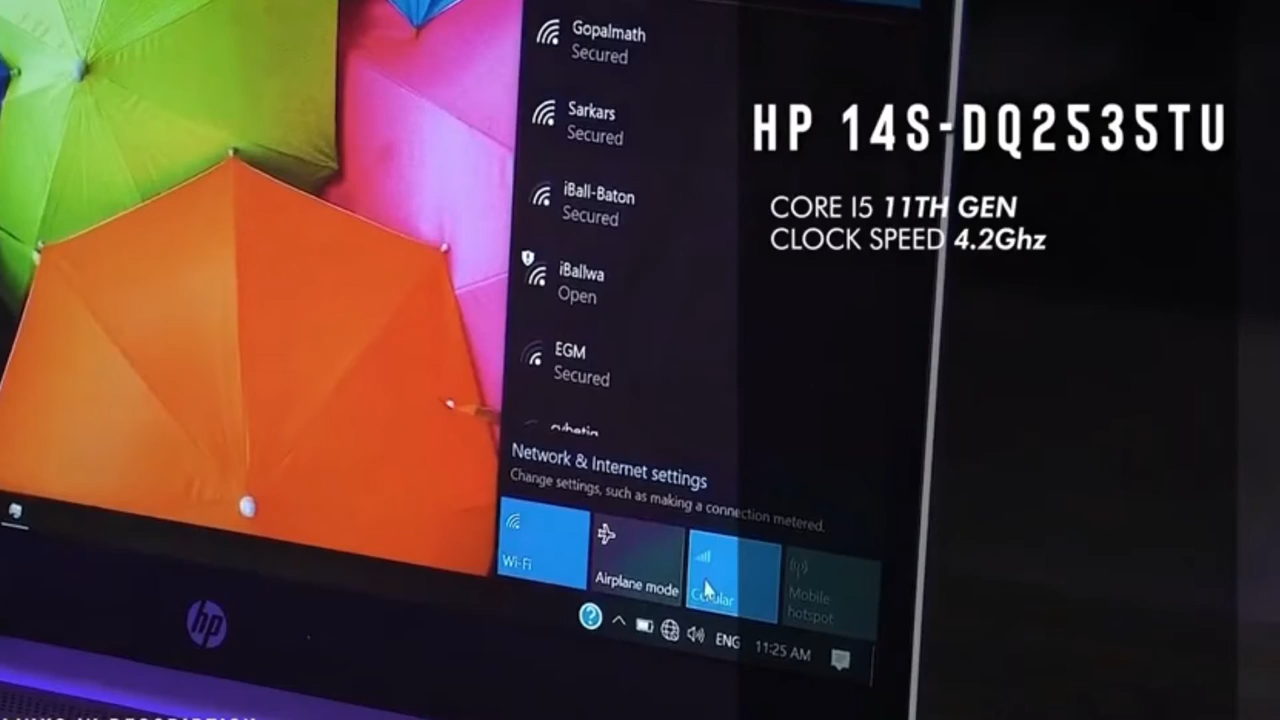 Gopalmath
Secured
Sarkars
Secured
iBall-Baton
Secured
iBallwa
Open
EGM
Secured
HP 14S-DQ2535TU
CORE I5 11TH GEN
CLOCK SPEED 4.2Ghz
Network & Internet settings
Change settings, such as making a connection metered.
Wi-Fi
Airplane mode
Mobile
hotspot
ENG
11:25 AM
hp